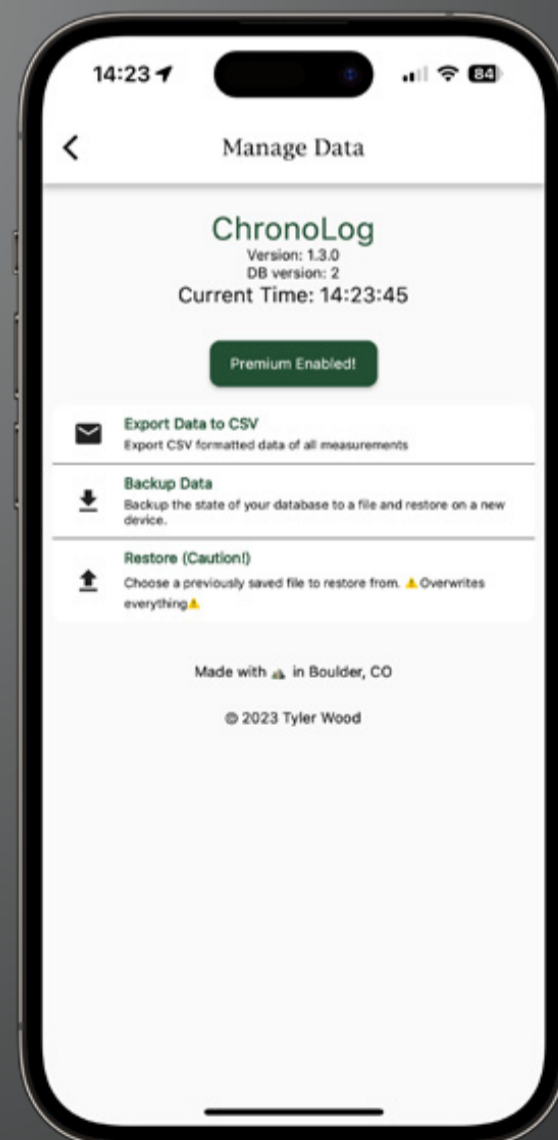 14:23
84
Manage Data
ChronoLog
Version: 1.3.0
DB version: 2
Current Time: 14:23:45
Premium Enabled!
Export Data to CSV
Export CSV formatted data of all measurements
Backup Data
Backup the state of your database to a file and restore on a new
device.
Restore (Caution!)
Choose a previously saved file to restore from. ⚠️ Overwrites
everything⚠️
Made with 🏔️ in Boulder, CO
© 2023 Tyler Wood